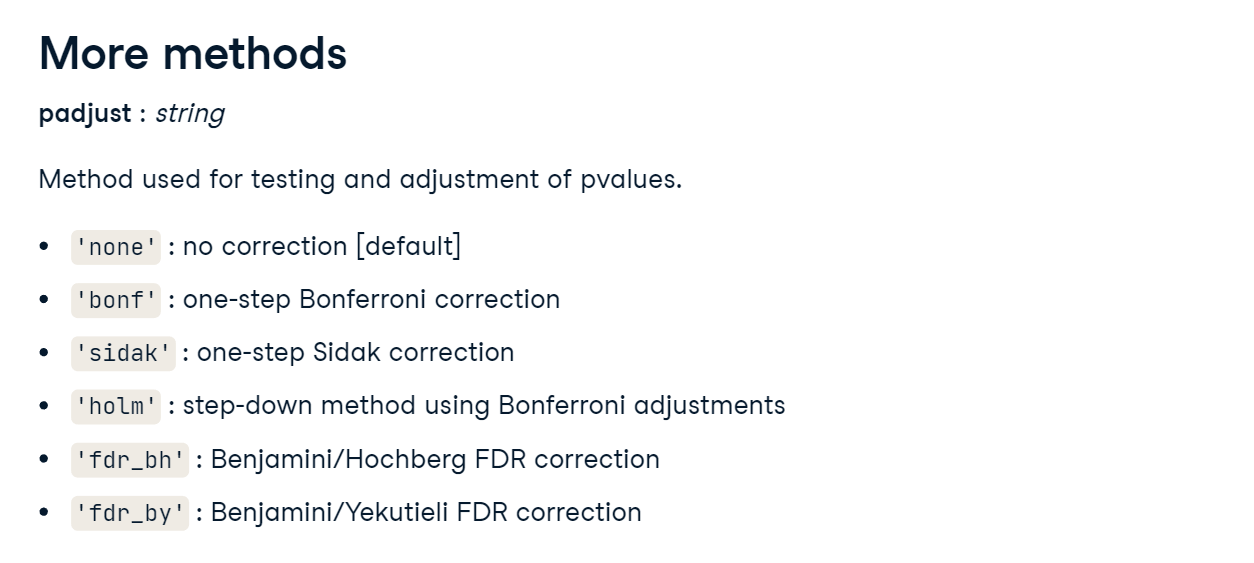 More methods
padjust : string
Method used for testing and adjustment of pvalues.
• 'none' : no correction [default]
• 'bonf' : one-step Bonferroni correction
• 'sidak' : one-step Sidak correction
• 'holm' : step-down method using Bonferroni adjustments
• 'fdr_bh' : Benjamini/Hochberg FDR correction
• 'fdr_by' : Benjamini/Yekutieli FDR correction